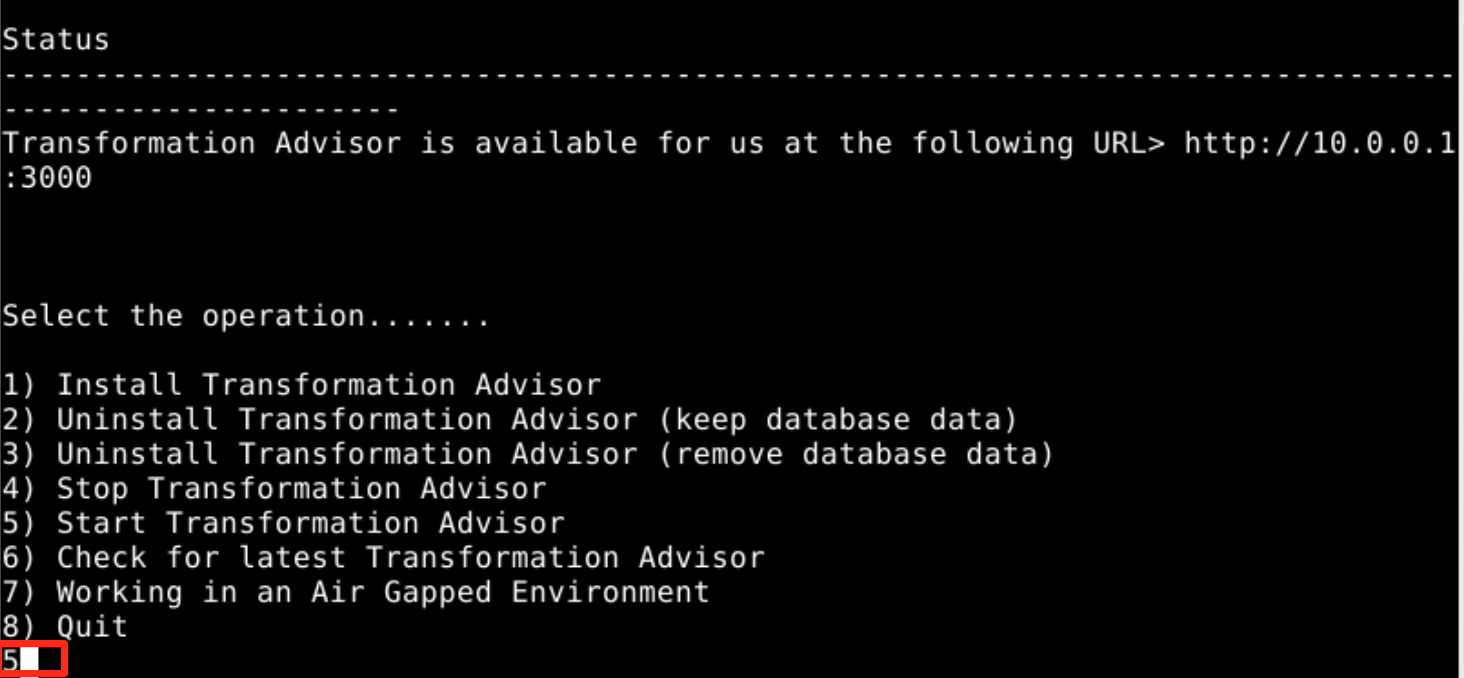 Status
--------------------------------------------------------------------------------
----------------------
Transformation Advisor is available for us at the following URL> http://10.0.0.1
:3000
Select the operation.......
1) Install Transformation Advisor
2) Uninstall Transformation Advisor (keep database data)
3) Uninstall Transformation Advisor (remove database data)
4) Stop Transformation Advisor
5) Start Transformation Advisor
6) Check for latest Transformation Advisor
7) Working in an Air Gapped Environment
8) Quit
5